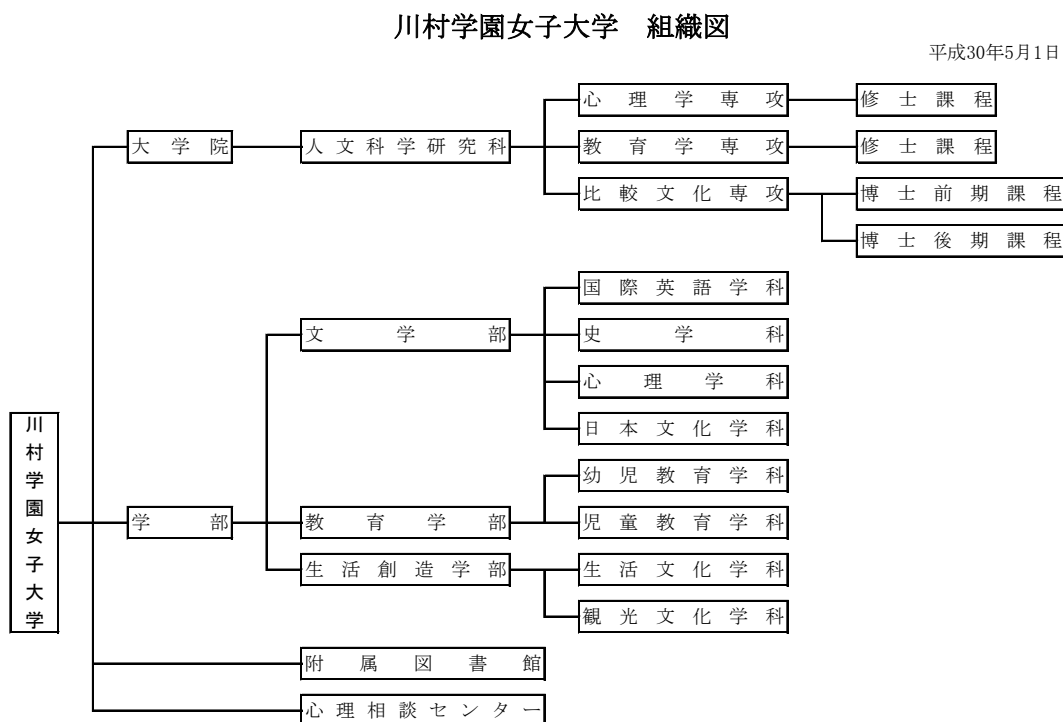 川村学園女子大学　組織図
平成30年5月1日
心理学専攻
修士課程
大学院
人文科学研究科
教育学専攻
修士課程
比較文化専攻
博士前期課程
博士後期課程
国際英語学科
文学部
史学科
心理学科
日本文化学科
川村学園女子大学
幼児教育学科
学部
教育学部
児童教育学科
生活創造学部
生活文化学科
観光文化学科
附属図書館
心理相談センター